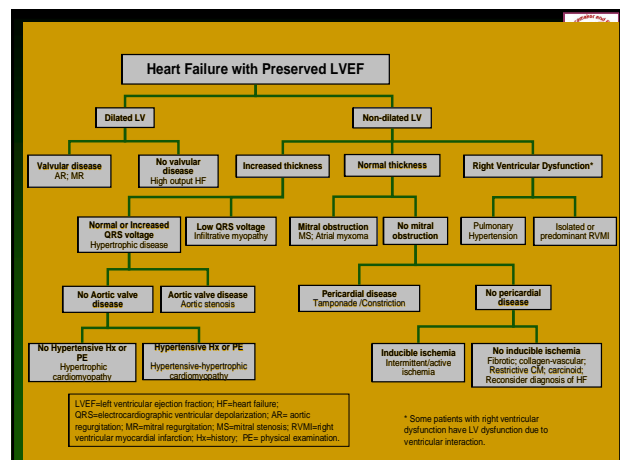 Heart Failure with Preserved LVEF
Dilated LV
Non-dilated LV
Valvular disease
AR; MR
No valvular
disease
High output HF
Increased thickness
Normal thickness
Right Ventricular Dysfunction*
Normal or Increased
QRS voltage
Hypertrophic disease
Low QRS voltage
Infiltrative myopathy
Mitral obstruction
MS; Atrial myxoma
No mitral
obstruction
Pulmonary
Hypertension
Isolated or
predominant RVMI
No Aortic valve
disease
Aortic valve disease
Aortic stenosis
Pericardial disease
Tamponade /Constriction
No pericardial
disease
No Hypertensive Hx or
PE
Hypertrophic
cardiomyopathy
Hypertensive Hx or PE
Hypertensive-hypertrophic
cardiomyopathy
Inducible ischemia
Intermittent/active
ischemia
No inducible ischemia
Fibrotic; collagen-vascular;
Restrictive CM; carcinoid;
Reconsider diagnosis of HF
LVEF=left ventricular ejection fraction; HF=heart failure;
QRS=electrocardiographic ventricular depolarization; AR= aortic
regurgitation; MR=mitral regurgitation; MS=mitral stenosis; RVMI=right
ventricular myocardial infarction; Hx=history; PE= physical examination.
* Some patients with right ventricular
dysfunction have LV dysfunction due to
ventricular interaction.